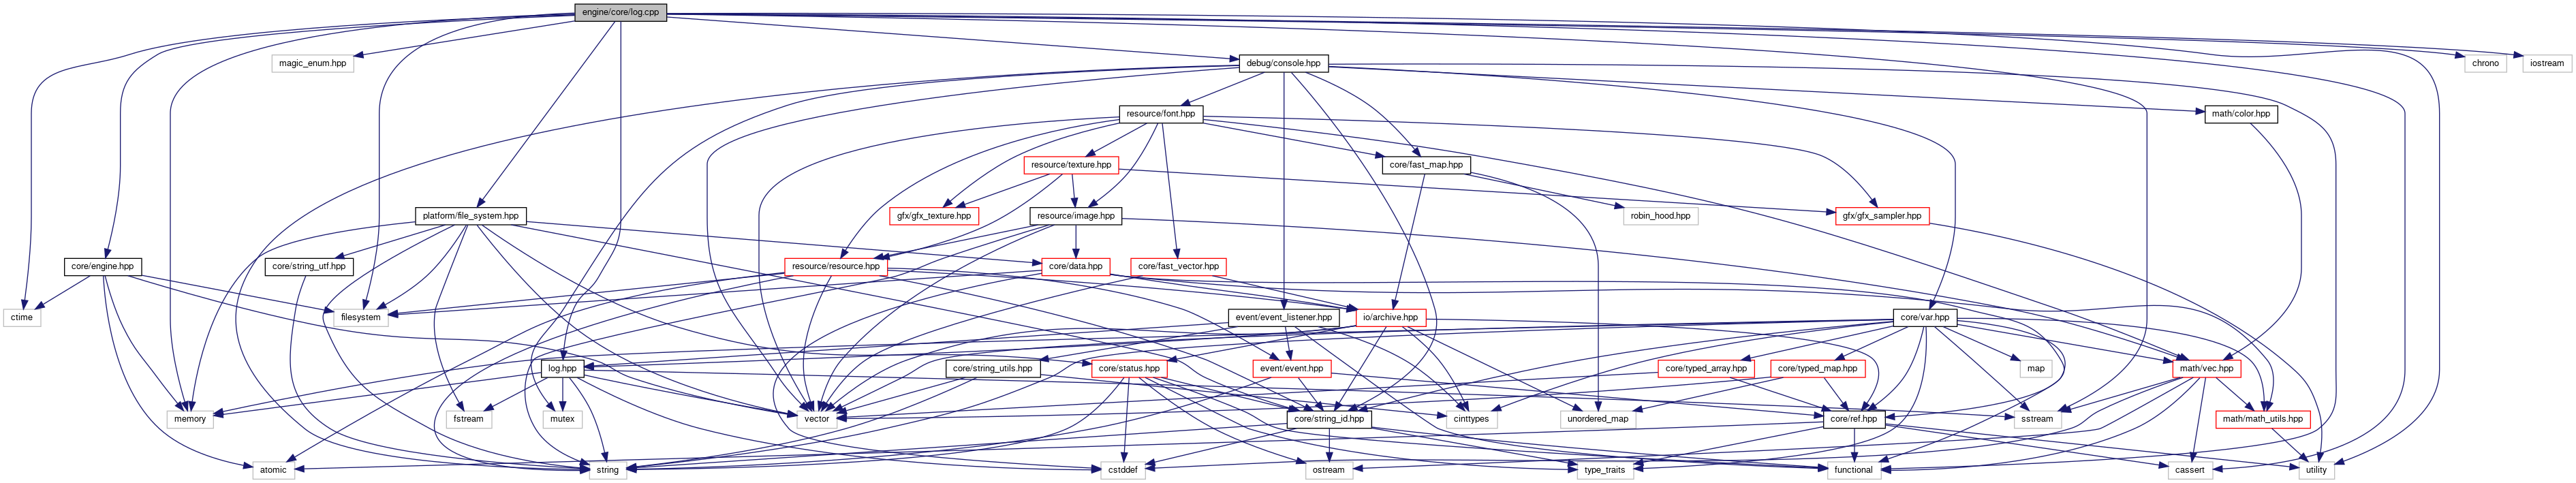 engine/core/log.cpp
magic_enum.hpp
debug/console.hpp
chrono
iostream
resource/font.hpp
math/color.hpp
resource/texture.hpp
core/fast_map.hpp
platform/file_system.hpp
gfx/gfx_texture.hpp
resource/image.hpp
robin_hood.hpp
gfx/gfx_sampler.hpp
core/engine.hpp
core/string_utf.hpp
resource/resource.hpp
core/data.hpp
core/fast_vector.hpp
ctime
filesystem
event/event_listener.hpp
io/archive.hpp
core/var.hpp
log.hpp
core/string_utils.hpp
core/status.hpp
event/event.hpp
core/typed_array.hpp
core/typed_map.hpp
map
math/vec.hpp
memory
fstream
mutex
vector
core/string_id.hpp
cinttypes
unordered_map
core/ref.hpp
sstream
math/math_utils.hpp
atomic
string
cstddef
ostream
type_traits
functional
cassert
utility